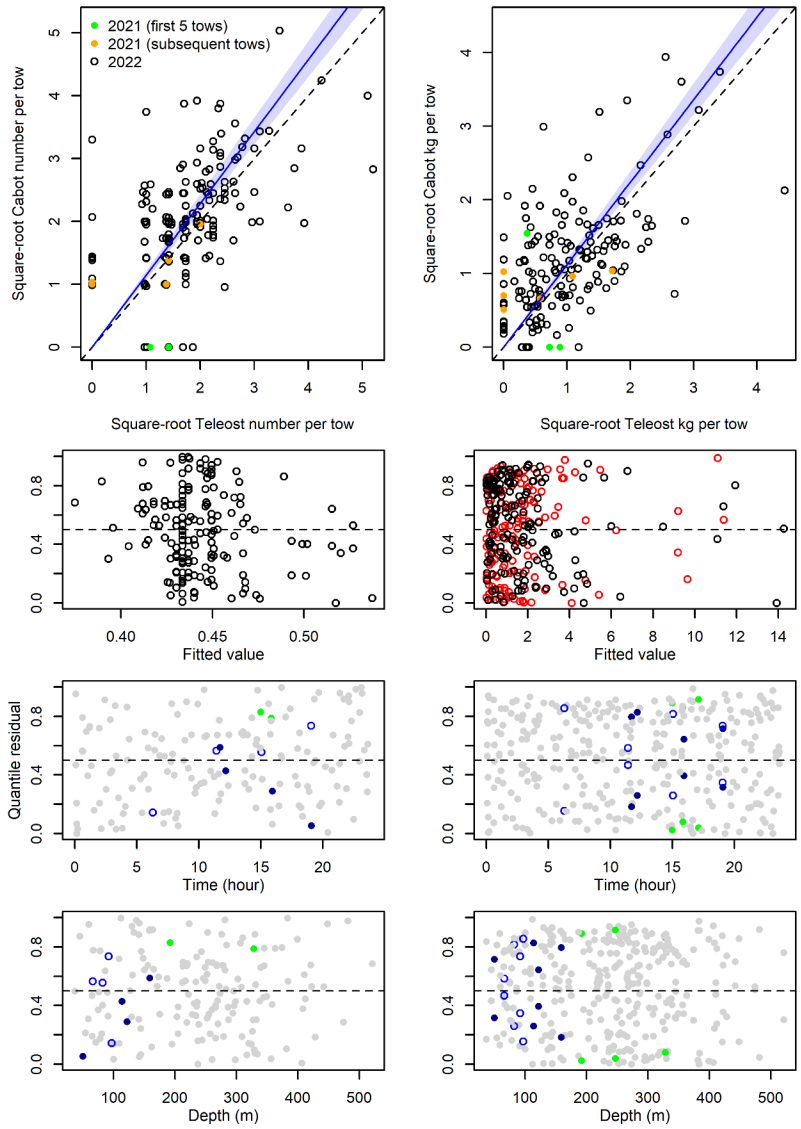 2021 (first 5 tows)
2021 (subsequent tows)
2022
Square-root Cabot number per tow
0 1 2 3 4 5
0 1 2 3 4 5
Square-root Teleost number per tow
Square-root Cabot kg per tow
0 1 2 3 4
0 1 2 3 4
Square-root Teleost kg per tow
0.0 0.4 0.8
0.40 0.45 0.50
Fitted value
0.0 0.4 0.8
0 2 4 6 8 10 12 14
Fitted value
Quantile residual
0.0 0.4 0.8
0 5 10 15 20
Time (hour)
0.0 0.4 0.8
0 5 10 15 20
Time (hour)
0.0 0.4 0.8
100 200 300 400 500
Depth (m)
0.0 0.4 0.8
100 200 300 400 500
Depth (m)